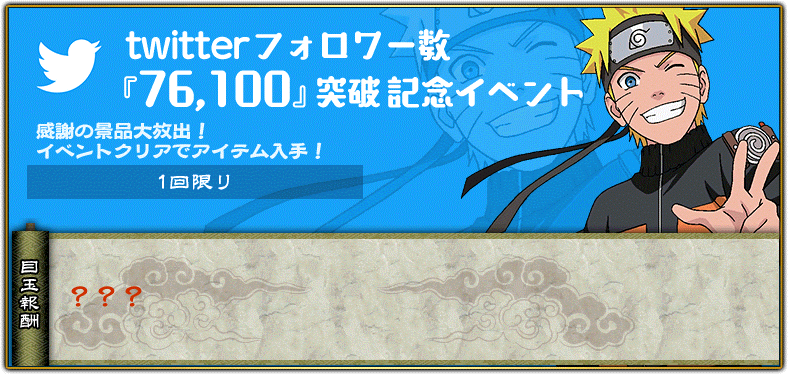 twitterフォロワー数
『76,100』突破記念イベント
感謝の景品大放出！
イベントクリアでアイテム入手！
1回限り
目玉報酬
？？？